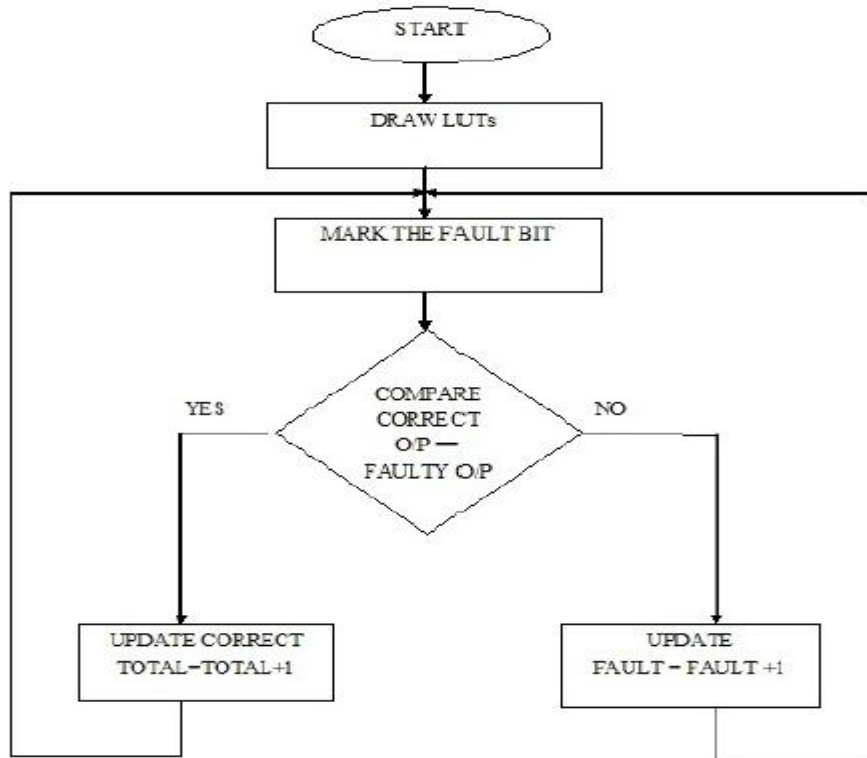 START
DRAW LUTs
MARK THE FAULT BIT
YES
COMPARE
CORRECT
O/P =
FAULTY O/P
NO
UPDATE CORRECT
TOTAL=TOTAL+1
UPDATE
FAULT = FAULT +1